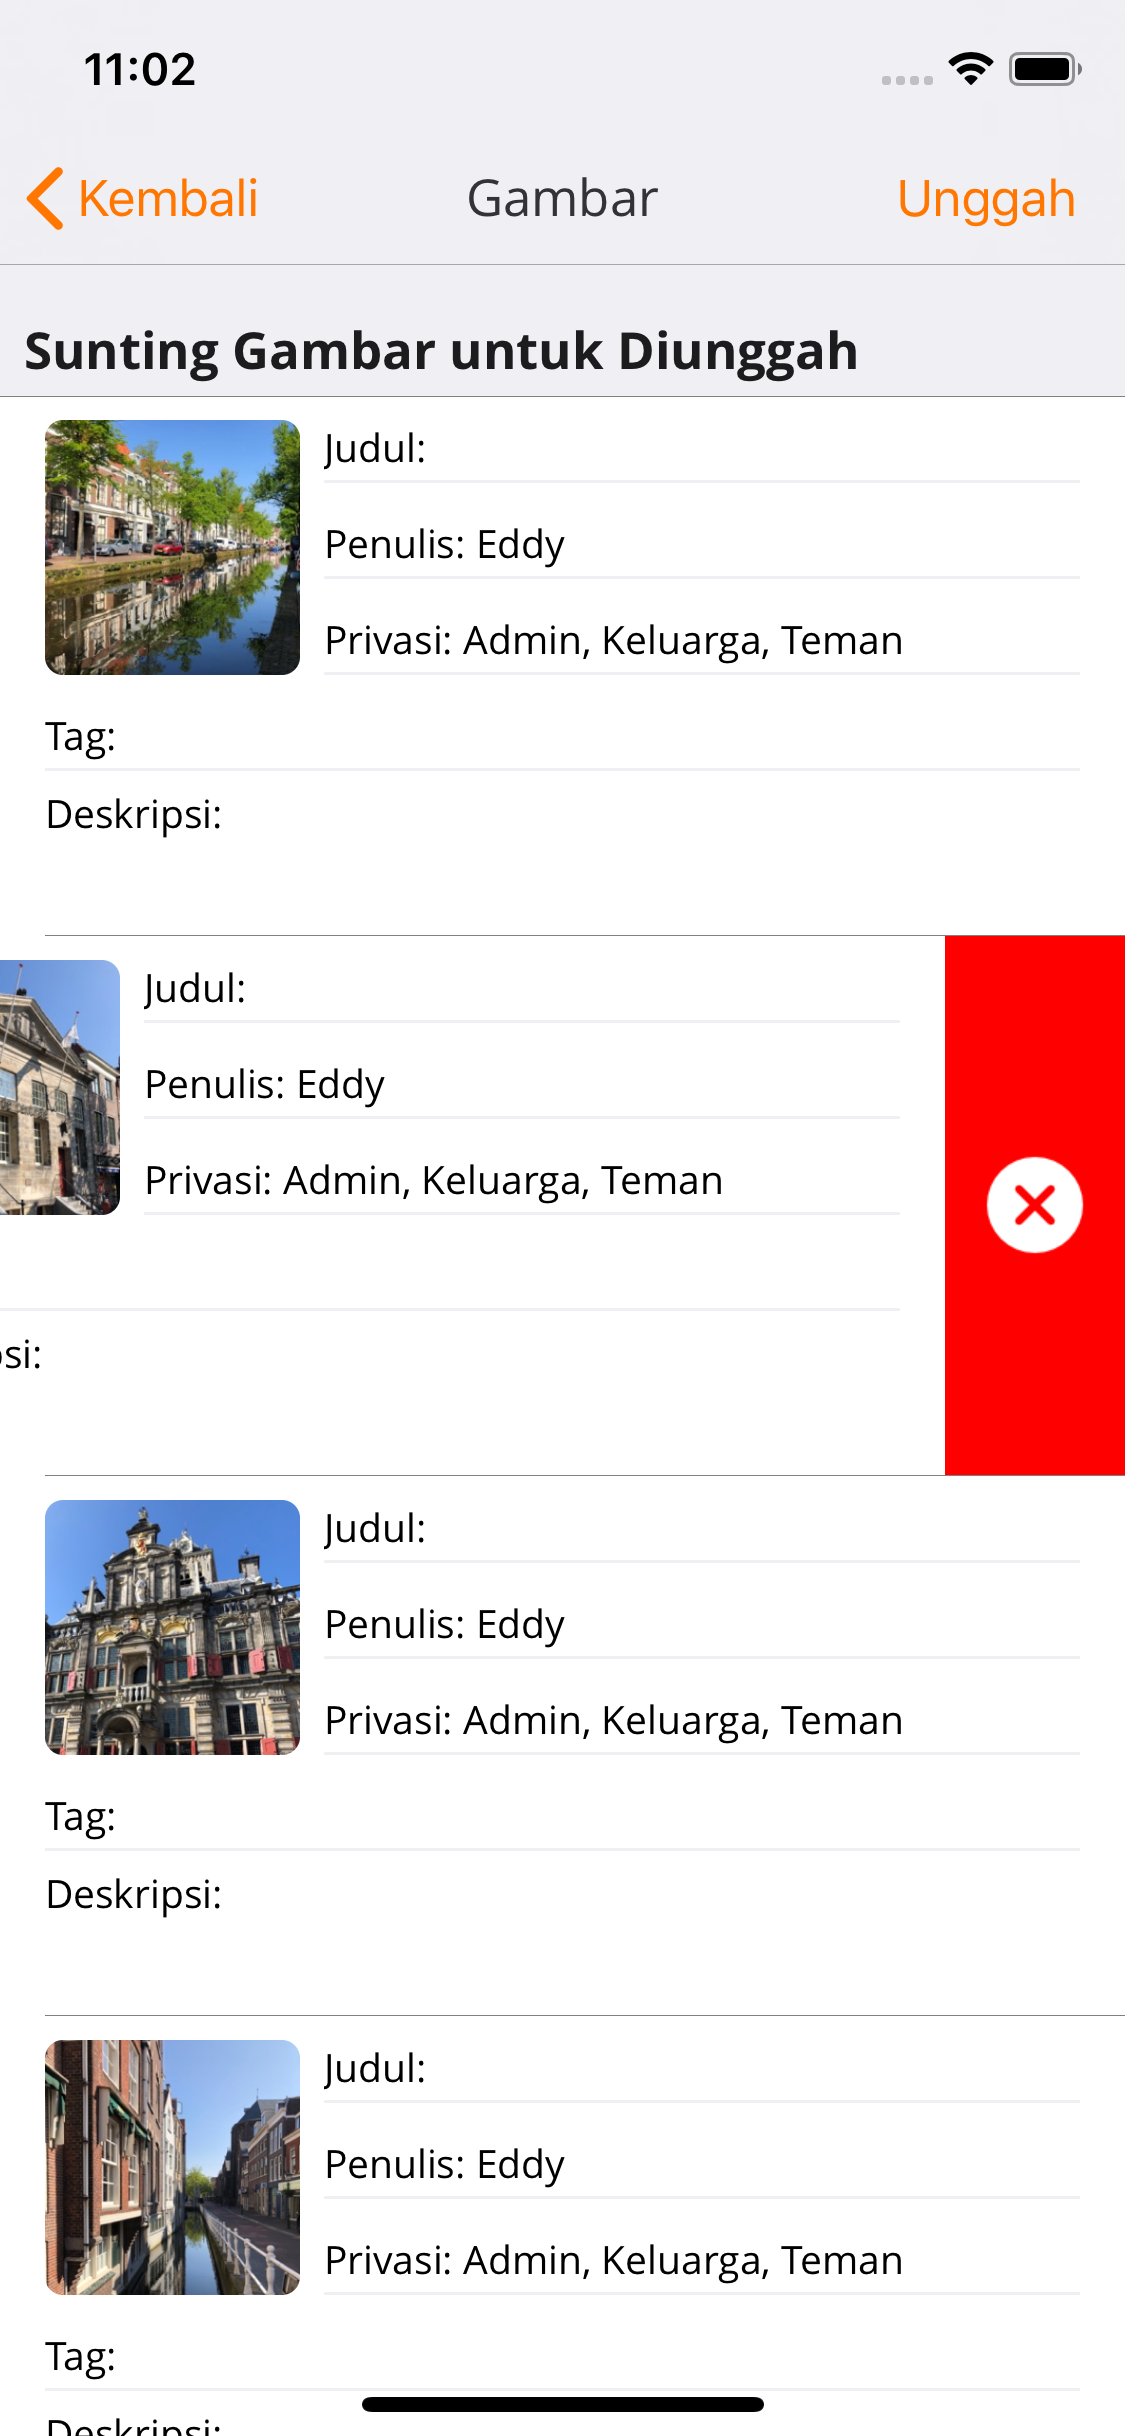 11:02
Kembali
Gambar
Unggah
Sunting Gambar untuk Diunggah
Judul:
Penulis: Eddy
Privasi: Admin, Keluarga, Teman
Tag:
Deskripsi:
Judul:
Penulis: Eddy
Privasi: Admin, Keluarga, Teman
si:
Judul:
Penulis: Eddy
Privasi: Admin, Keluarga, Teman
Tag:
Deskripsi:
Judul:
Penulis: Eddy
Privasi: Admin, Keluarga, Teman
Tag:
Deskripsi: